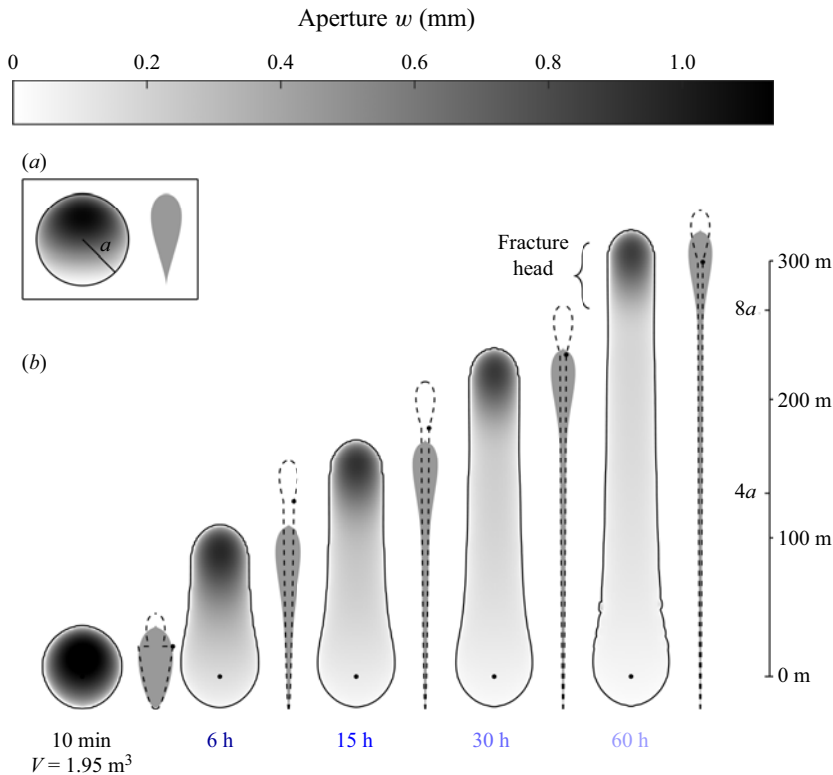 Aperture w (mm)
0 0.2 0.4 0.6 0.8 1.0
(a)
a
Fracture
head
(b)
300 m
8a
200 m
4a
100 m
0 m
10 min 6 h 15 h 30 h 60 h
V = 1.95 m³